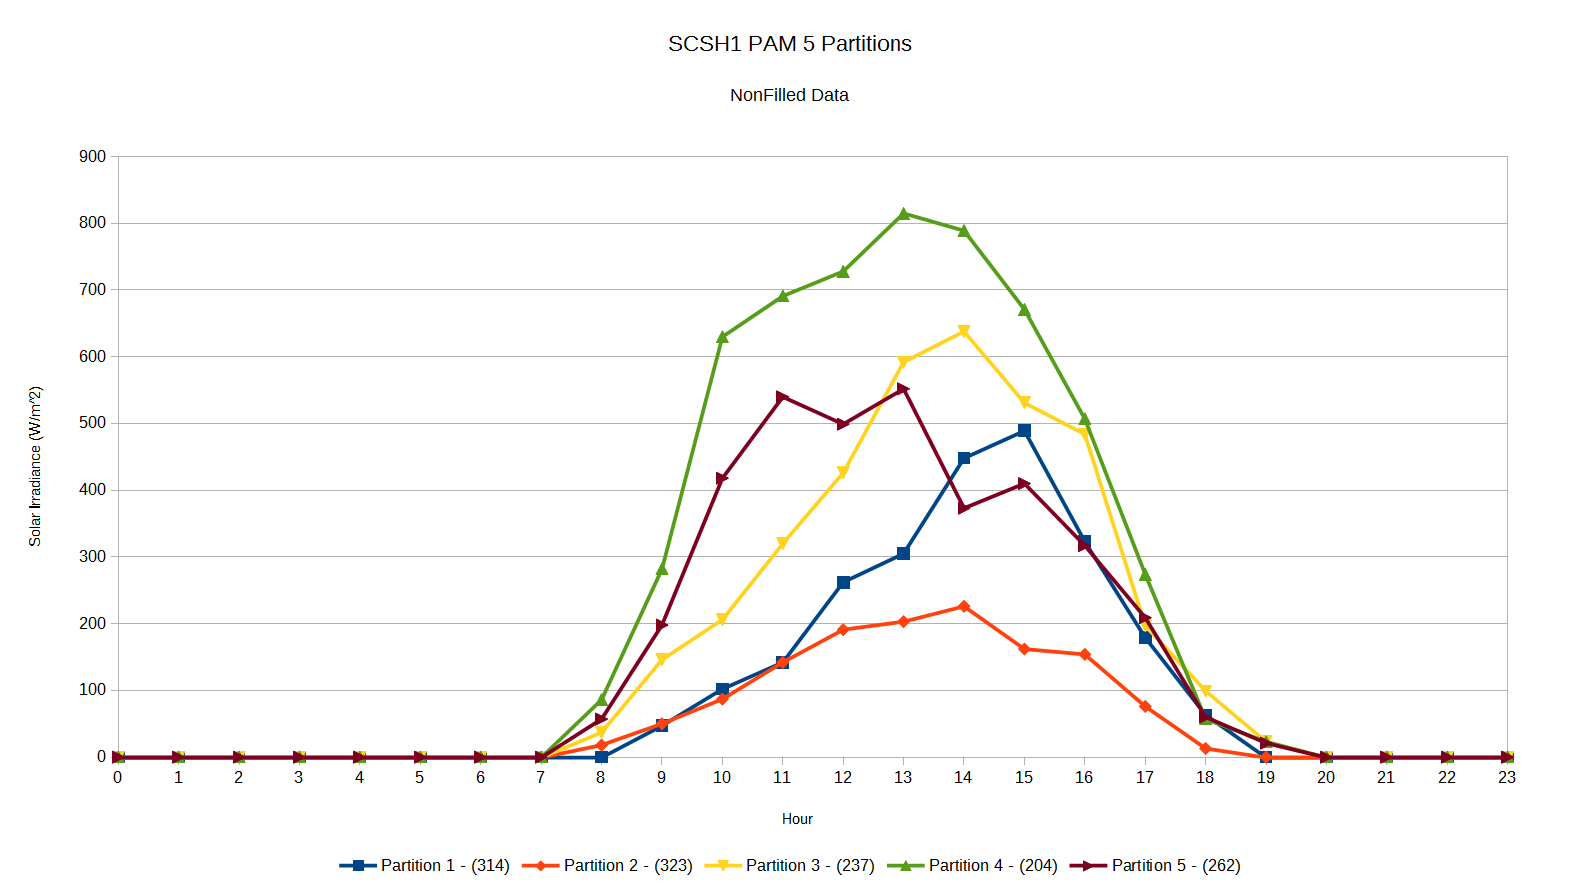 SCSH1 PAM 5 Partitions
NonFilled Data
900
800
700
600
500
400
300
200
100
0
Solar Irradiance (W/m^2)
0 1 2 3 4 5 6 7 8 9 10 11 12 13 14 15 16 17 18 19 20 21 22 23
Hour
Partition 1 - (314) Partition 2 - (323) Partition 3 - (237) Partition 4 - (204) Partition 5 - (262)